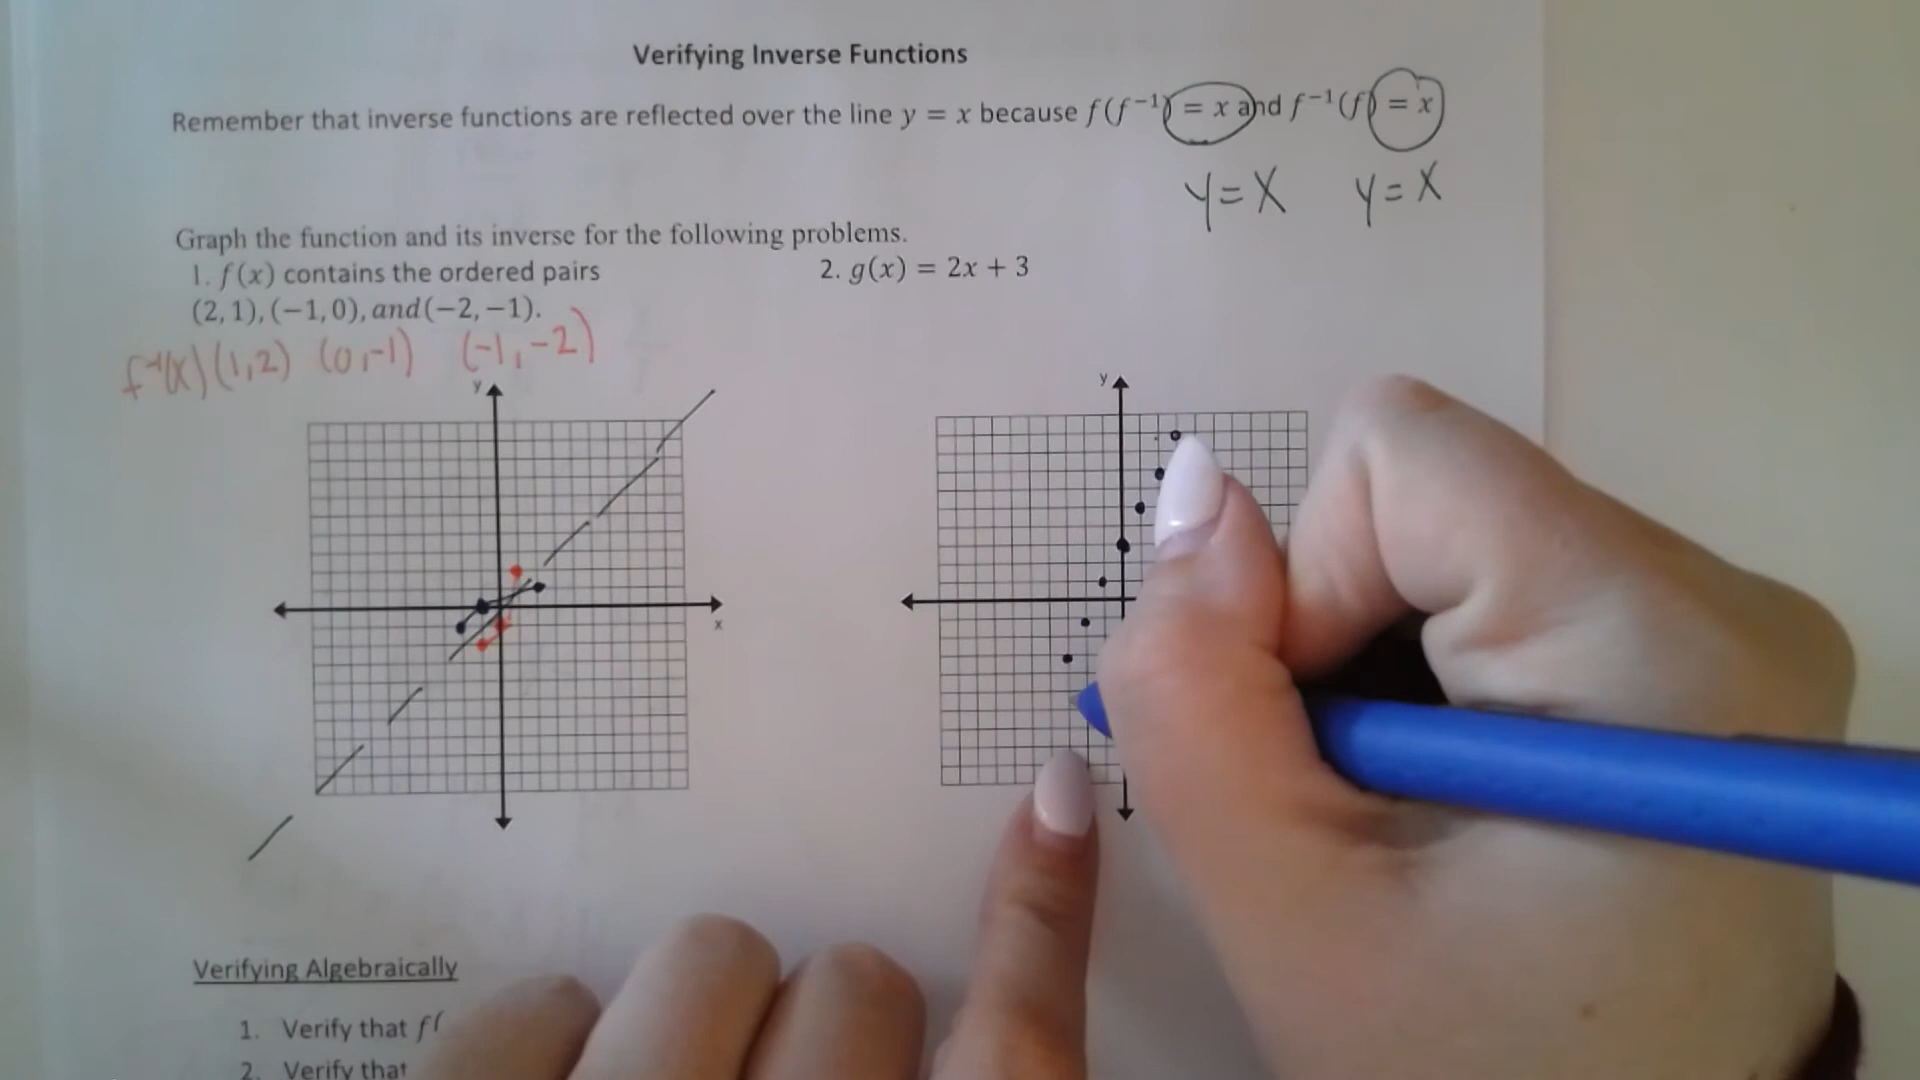 Verifying Inverse Functions
Remember that inverse functions are reflected over the line y = x because f(f⁻¹) = x and f⁻¹(f) = x
y = x y = x
Graph the function and its inverse for the following problems.
1. f(x) contains the ordered pairs
(2, 1), (−1, 0), and (−2, −1).
2. g(x) = 2x + 3
f⁻¹(x) (1, 2) (0, -1) (-1, -2)
y
x
y
Verifying Algebraically
1. Verify that f(
2. Verify that